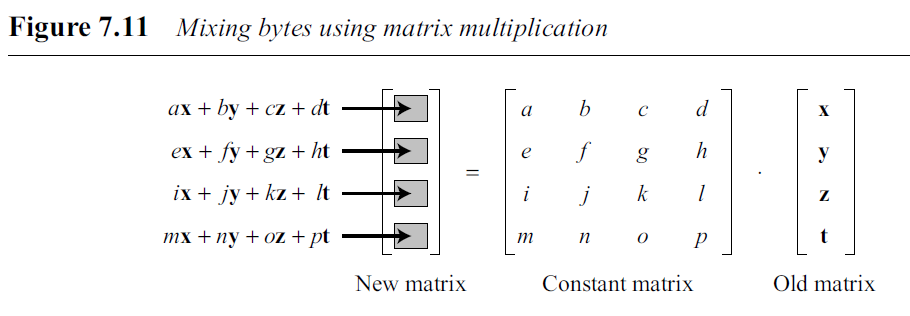 Figure 7.11 Mixing bytes using matrix multiplication
ax + by + cz + dt a b c d x
ex + fy + gz + ht e f g h y
=
.
ix + jy + kz + lt i j k l z
mx + ny + oz + pt m n o p t
New matrix Constant matrix Old matrix